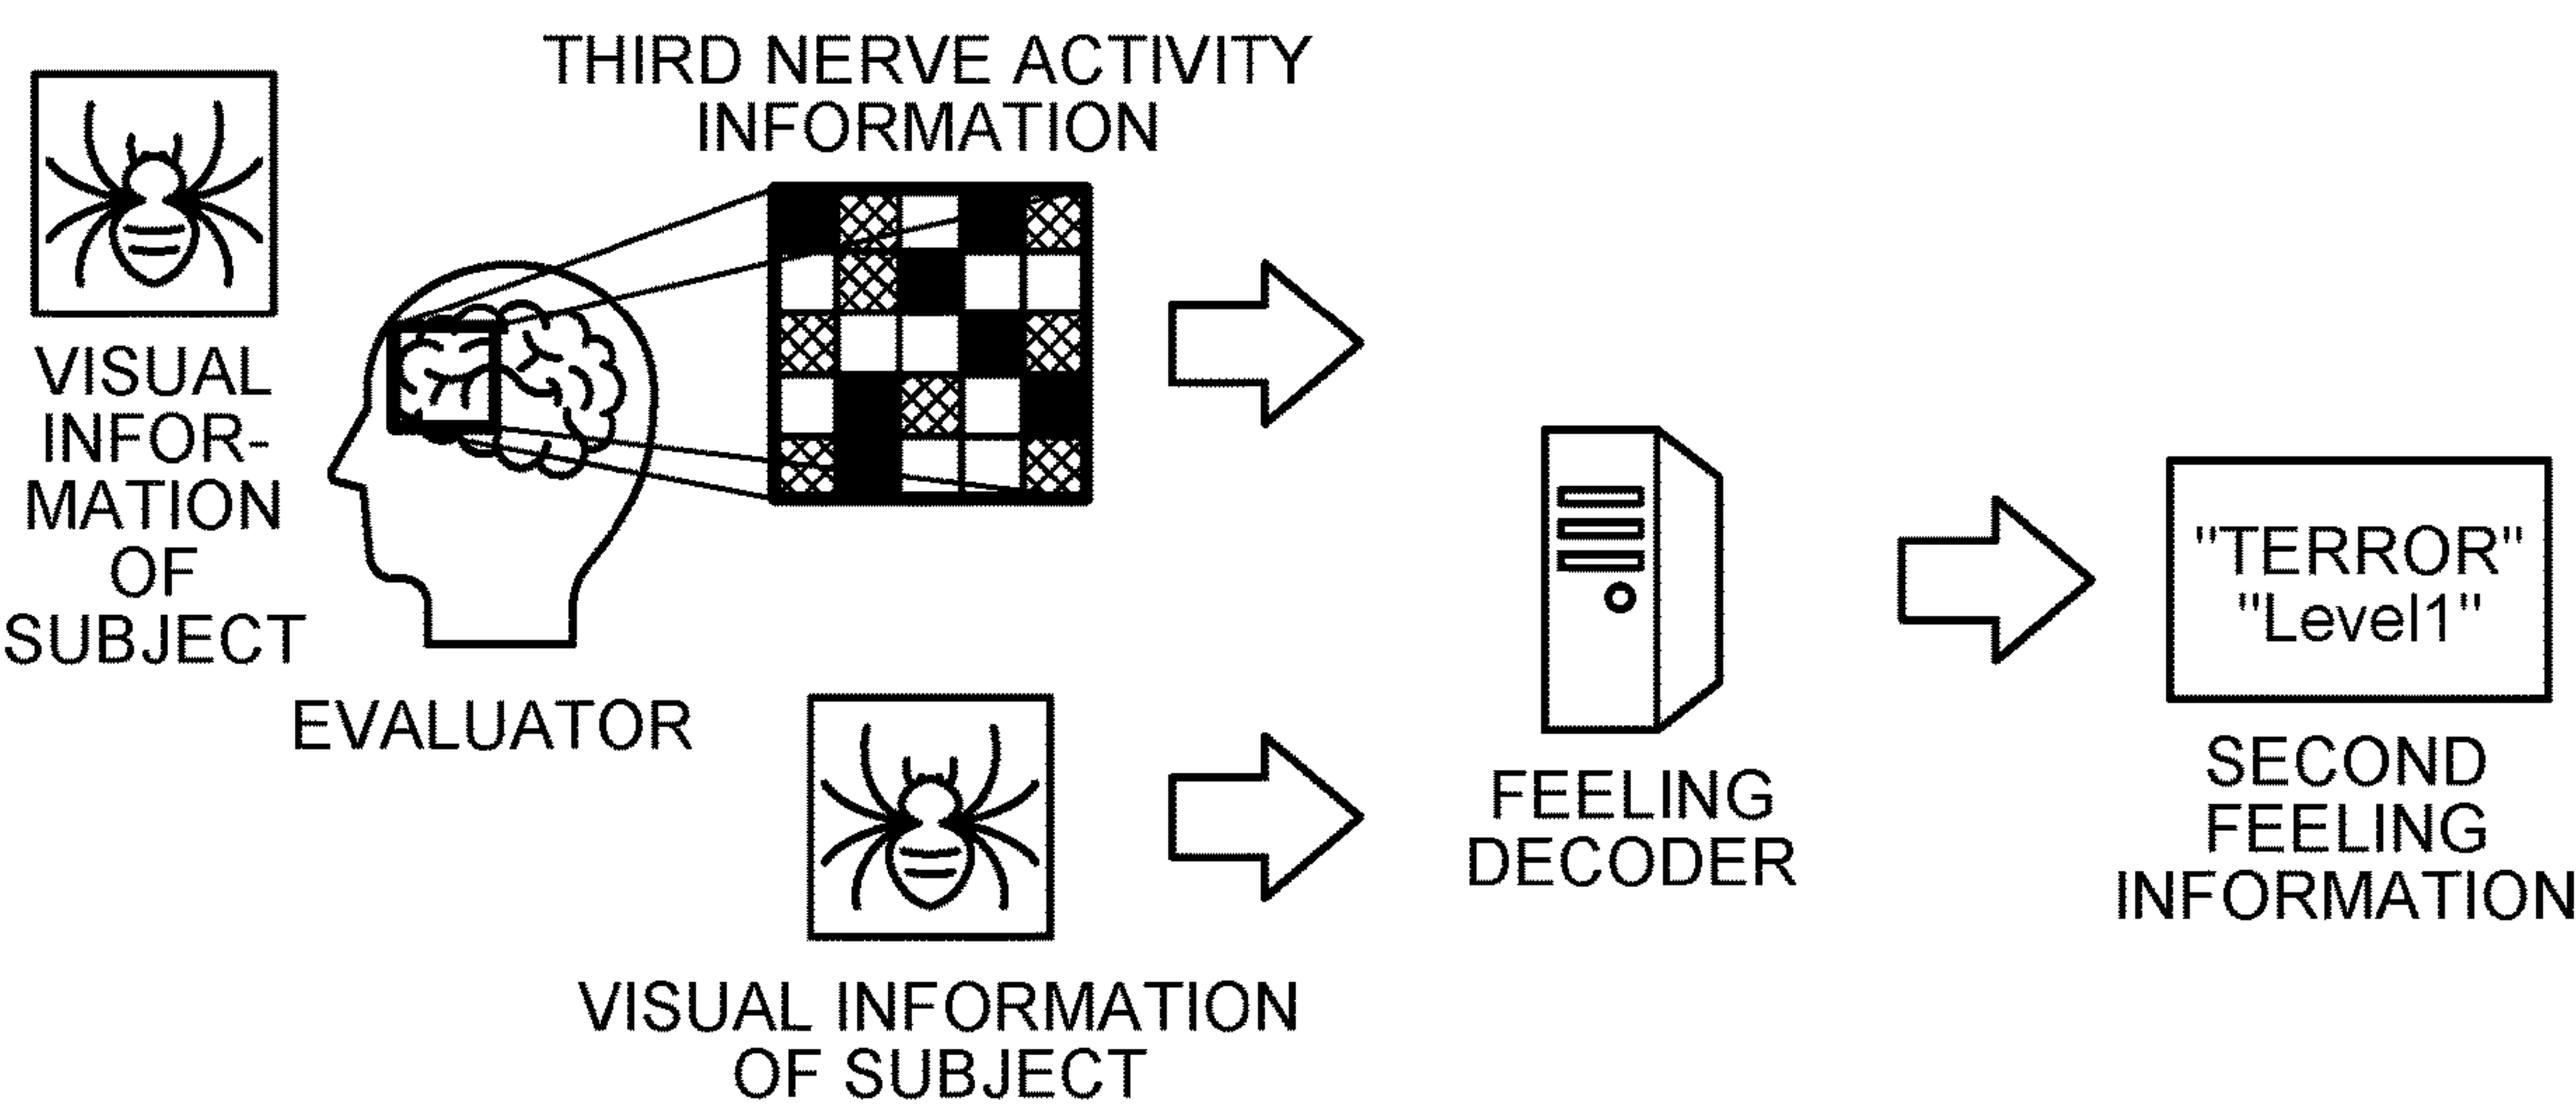 THIRD NERVE ACTIVITY
INFORMATION
VISUAL
INFOR-
MATION
OF
SUBJECT
EVALUATOR
VISUAL INFORMATION
OF SUBJECT
FEELING
DECODER
"TERROR"
"Level1"
SECOND
FEELING
INFORMATION